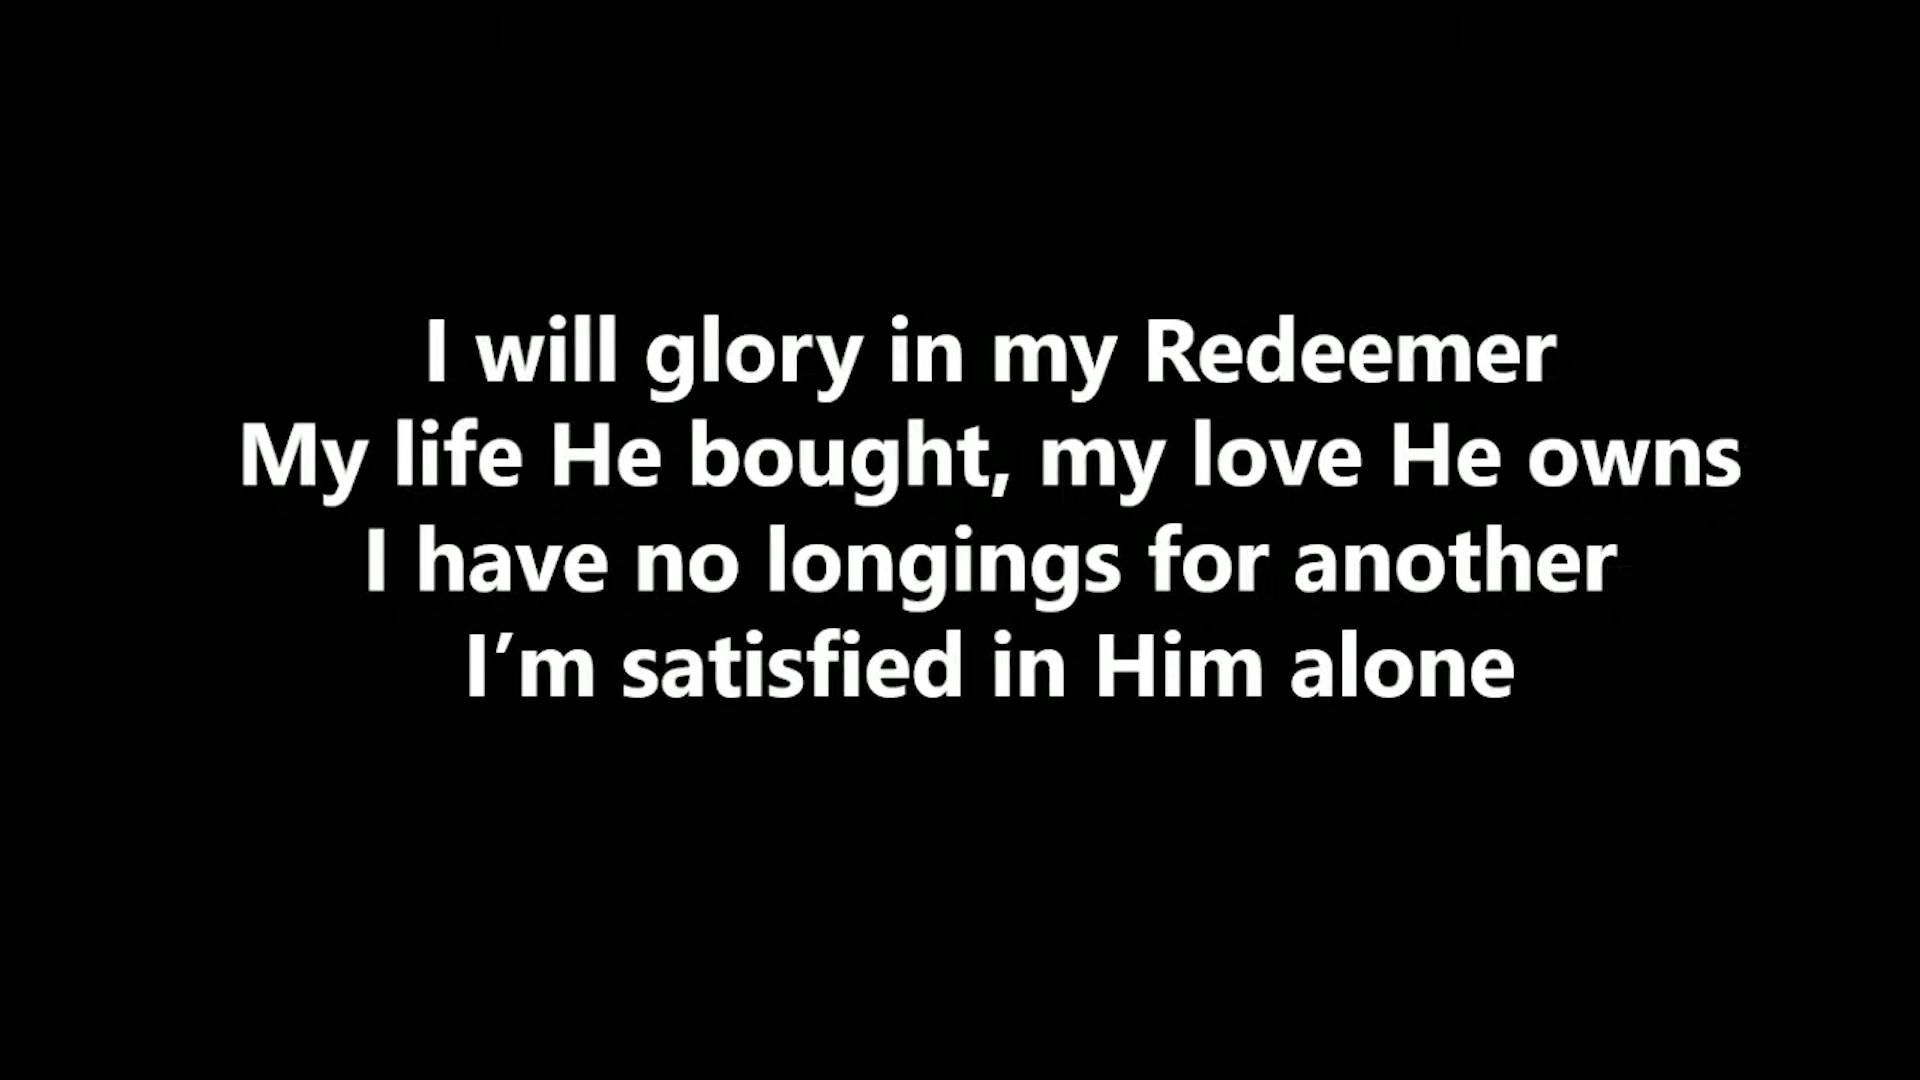 I will glory in my Redeemer
My life He bought, my love He owns
I have no longings for another
I’m satisfied in Him alone